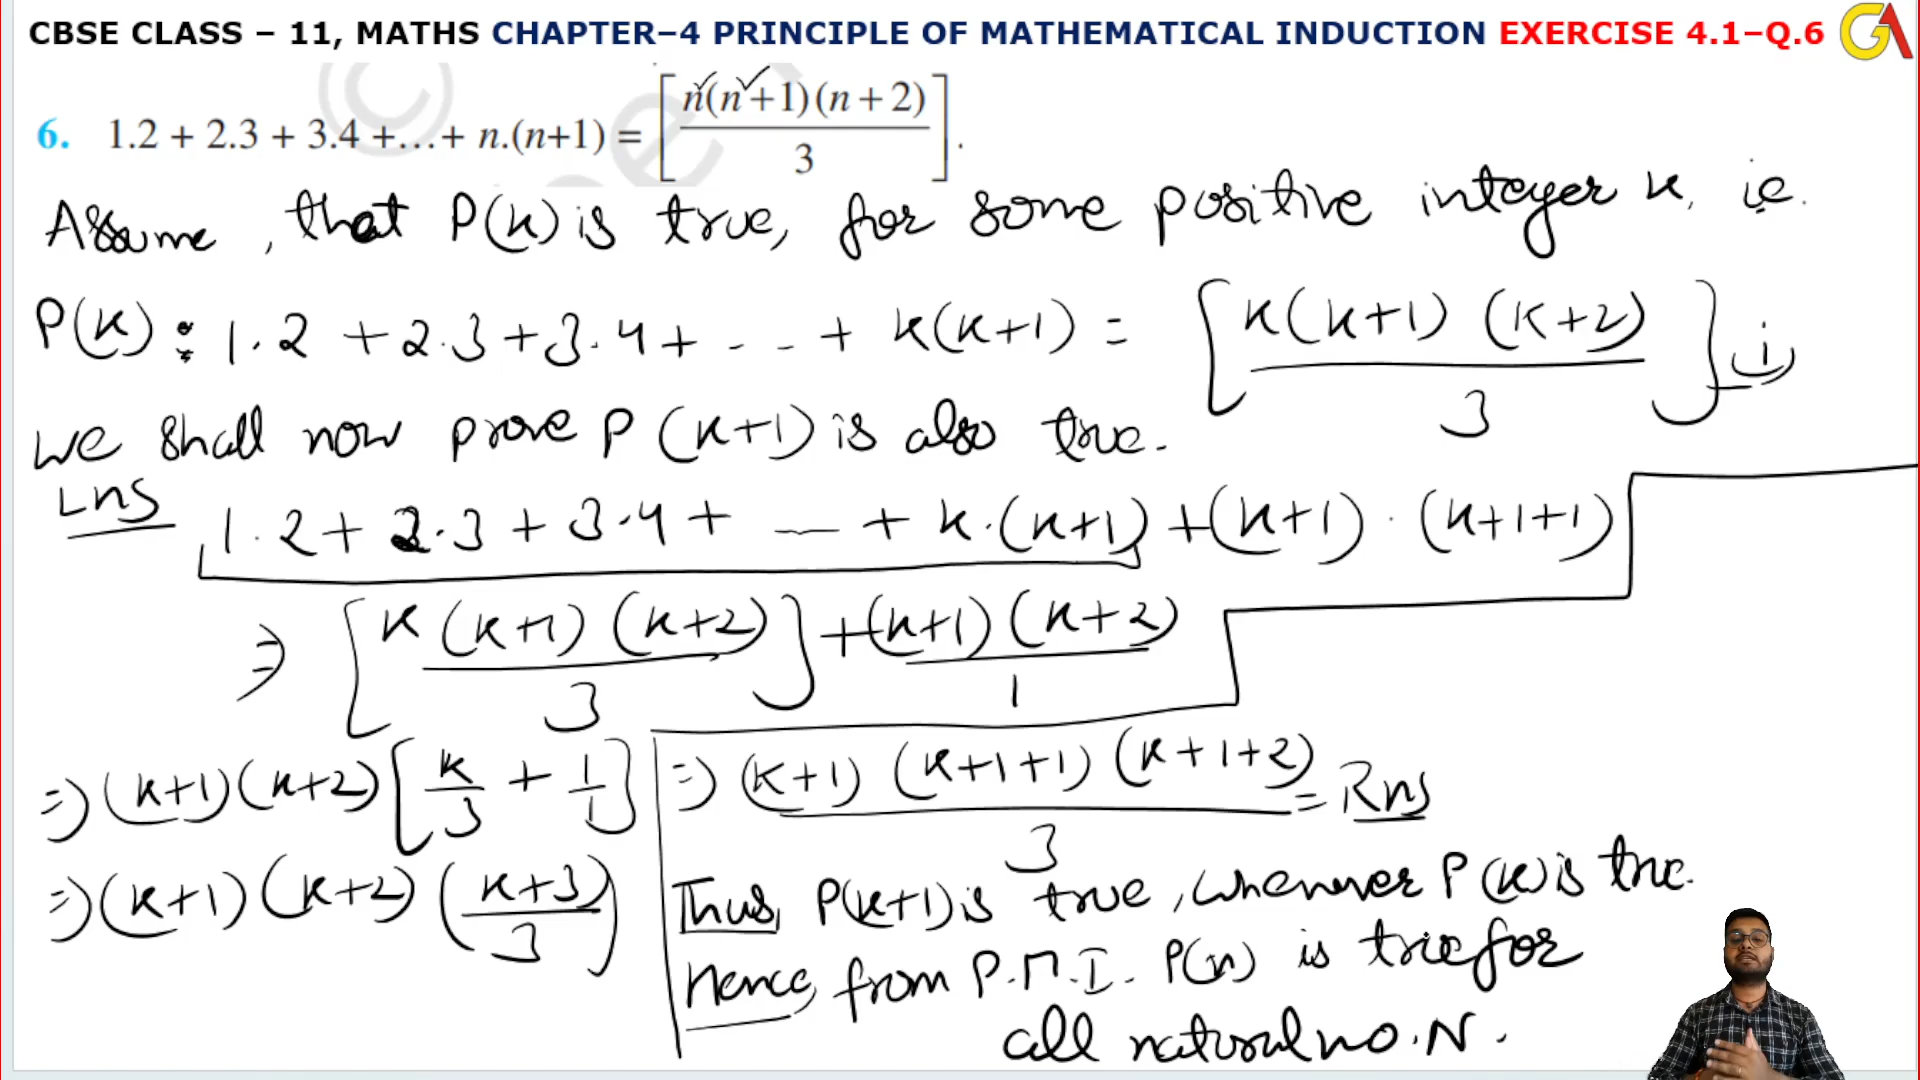 CBSE CLASS – 11, MATHS CHAPTER–4 PRINCIPLE OF MATHEMATICAL INDUCTION EXERCISE 4.1–Q.6 GA
6. 1.2 + 2.3 + 3.4 +...+ n.(n+1) = [n(n+1)(n+2)/3].
Assume, that P(k) is true, for some positive integer k, i.e.
P(k) : 1.2 + 2.3 + 3.4 + - - - + k(k+1) = [k(k+1) (k+2)/3] — (i)
We shall now prove P (k+1) is also true.
LHS
1.2 + 2.3 + 3.4 + --- + k.(k+1) + (k+1) . (k+1+1)
⇒ [k (k+1) (k+2)/3] + (k+1) (k+2)/1
⇒ (k+1) (k+2) [k/3 + 1/1]
⇒ (k+1) (k+2) (k+3/3)
⇒ (k+1) (k+1+1) (k+1+2)/3 = RHS
Thus, P(k+1) is true, whenever P(k) is true.
Hence, from P.M.I. P(n) is true for
all natural no. N.